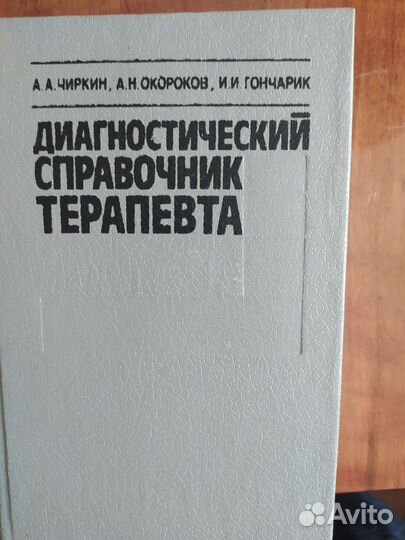 А.А.ЧИРКИН, А.Н.ОКОРОКОВ, И.И.ГОНЧАРИК
ДИАГНОСТИЧЕСКИЙ
СПРАВОЧНИК
ТЕРАПЕВТА
Avito